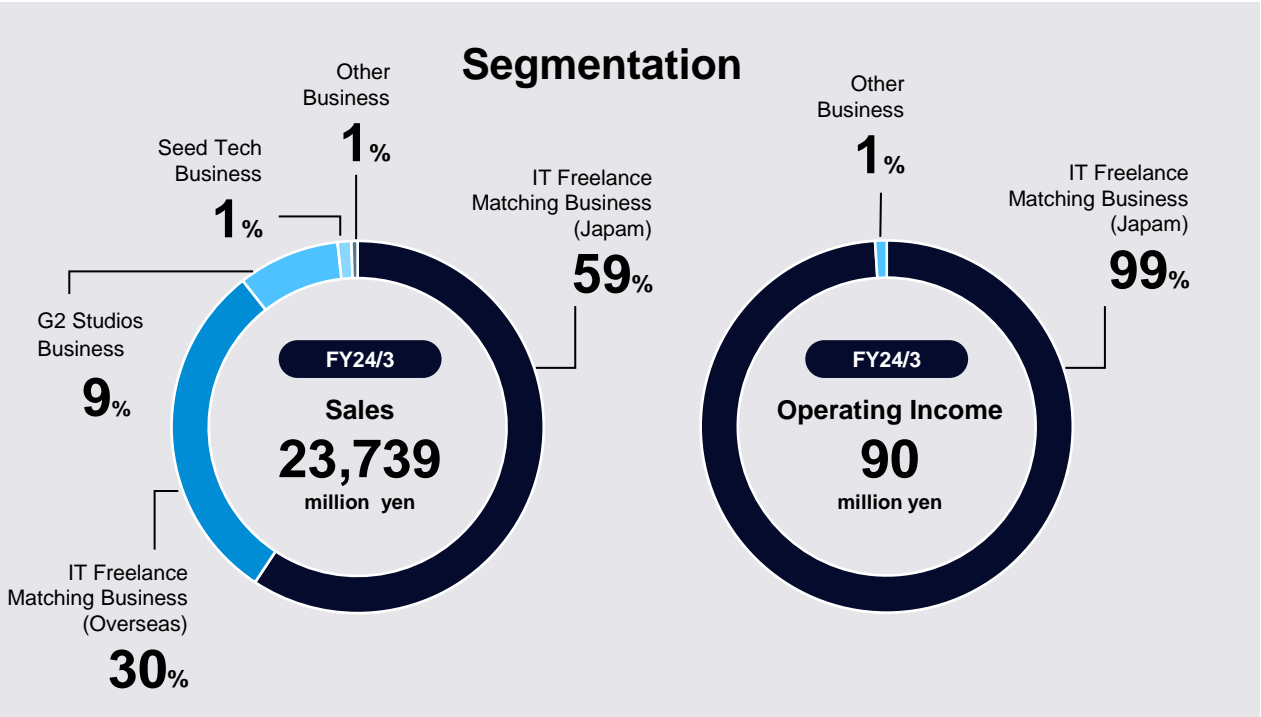 Segmentation
Other
Business
1%
Seed Tech
Business
1%
IT Freelance
Matching Business
(Japam)
59%
G2 Studios
Business
9%
FY24/3
Sales
23,739
million yen
IT Freelance
Matching Business
(Overseas)
30%
Other
Business
1%
IT Freelance
Matching Business
(Japam)
99%
FY24/3
Operating Income
90
million yen